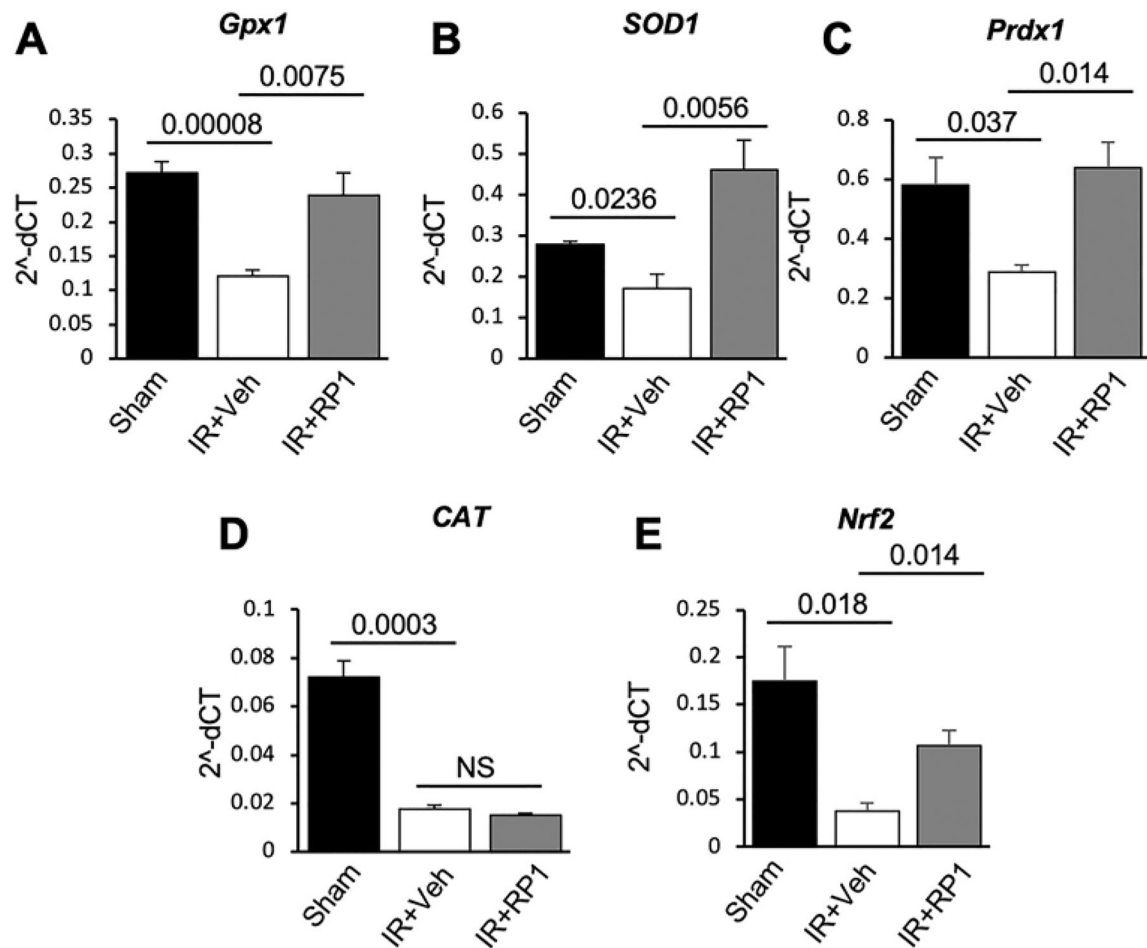 A
Gpx1
0.0075
0.00008
0.35
0.3
0.25
0.2
0.15
0.1
0.05
0
2^-dCT
Sham
IR+Veh
IR+RP1
B
SOD1
0.0056
0.0236
0.6
0.5
0.4
0.3
0.2
0.1
0
2^-dCT
Sham
IR+Veh
IR+RP1
C
Prdx1
0.014
0.037
0.8
0.6
0.4
0.2
0
2^-dCT
Sham
IR+Veh
IR+RP1
D
CAT
0.0003
NS
0.1
0.08
0.06
0.04
0.02
0
2^-dCT
Sham
IR+Veh
IR+RP1
E
Nrf2
0.014
0.018
0.25
0.2
0.15
0.1
0.05
0
2^-dCT
Sham
IR+Veh
IR+RP1